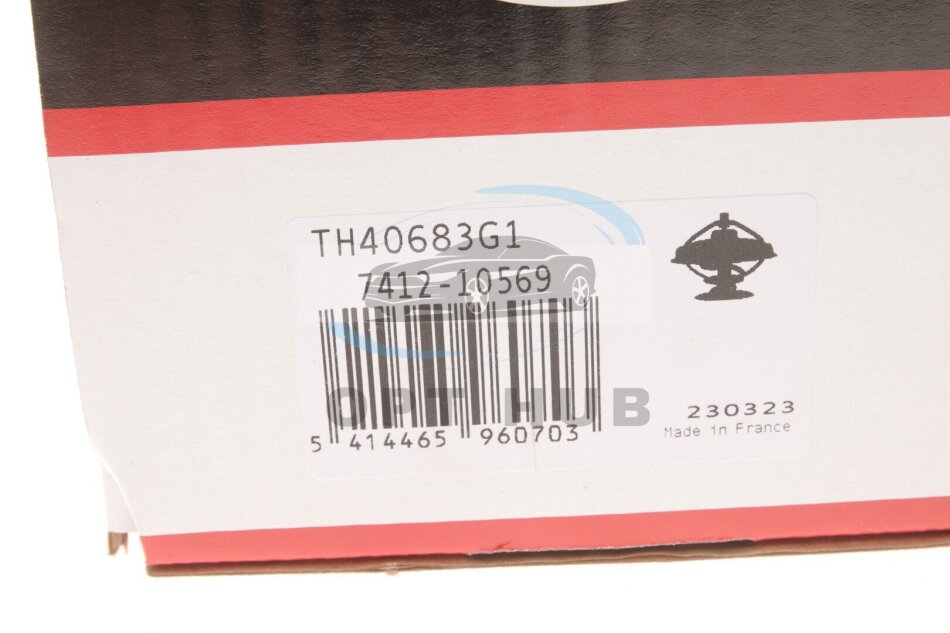 TH40683G1
7412-10569
OPT HUB
5 414465 960703
230323
Made in France